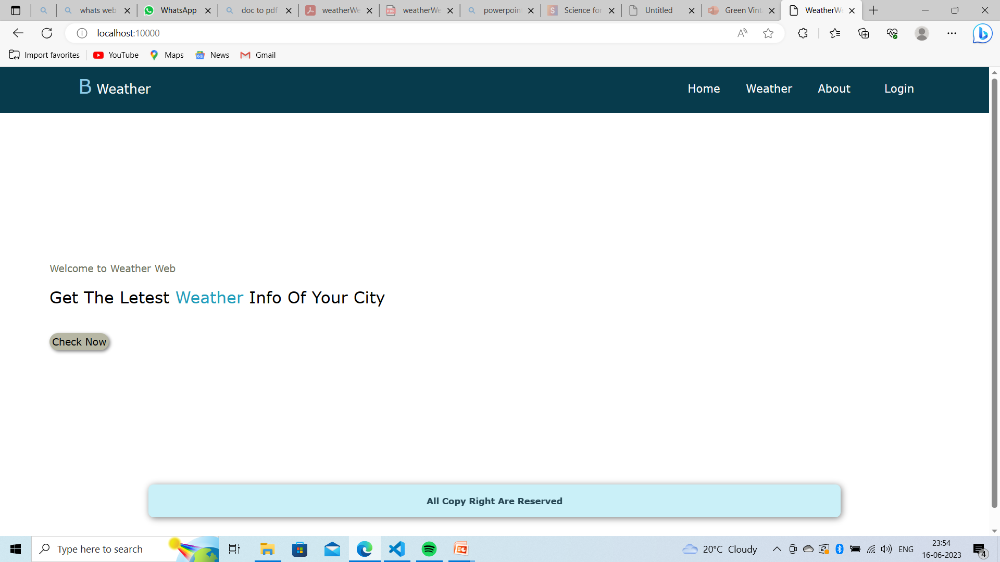 whats web
WhatsApp
doc to pdf
weatherWe
weatherWe
powerpoin
Science for
Untitled
Green Vint
WeatherWe
localhost:10000
Import favorites
YouTube
Maps
News
Gmail
B Weather
Home
Weather
About
Login
Welcome to Weather Web
Get The Letest Weather Info Of Your City
Check Now
All Copy Right Are Reserved
Type here to search
20°C Cloudy
ENG
23:54
16-06-2023
4